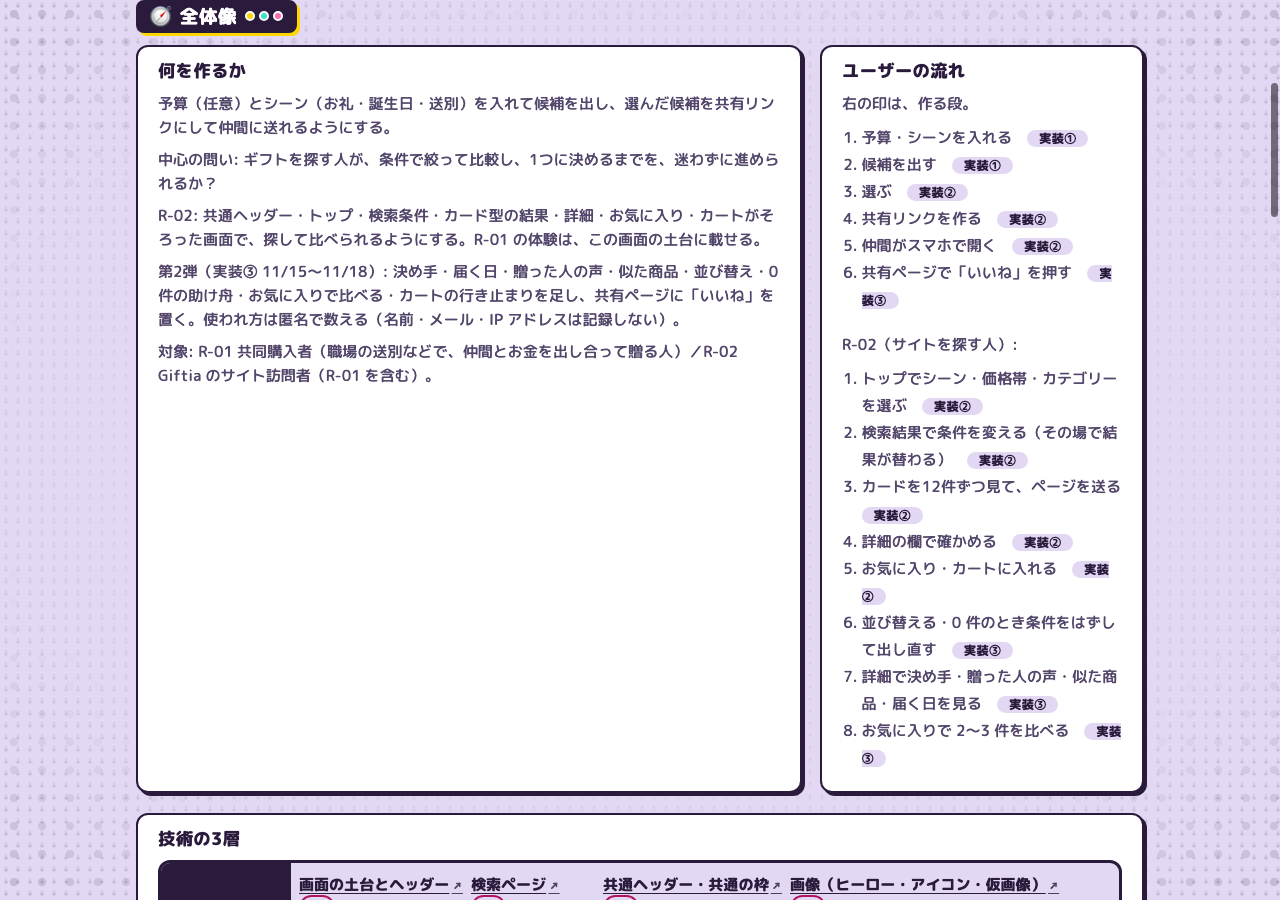 全体像
何を作るか
予算（任意）とシーン（お礼・誕生日・送別）を入れて候補を出し、選んだ候補を共有リン
クにして仲間に送れるようにする。
中心の問い: ギフトを探す人が、条件で絞って比較し、1つに決めるまでを、迷わずに進めら
れるか？
R-02: 共通ヘッダー・トップ・検索条件・カード型の結果・詳細・お気に入り・カートがそ
ろった画面で、探して比べられるようにする。R-01 の体験は、この画面の土台に載せる。
第2弾（実装③ 11/15〜11/18）: 決め手・届く日・贈った人の声・似た商品・並び替え・0
件の助け舟・お気に入りで比べる・カートの行き止まりを足し、共有ページに「いいね」を
置く。使われ方は匿名で数える（名前・メール・IP アドレスは記録しない）。
対象: R-01 共同購入者（職場の送別などで、仲間とお金を出し合って贈る人）／R-02
Giftia のサイト訪問者（R-01 を含む）。
ユーザーの流れ
右の印は、作る段。
1. 予算・シーンを入れる 実装①
2. 候補を出す 実装①
3. 選ぶ 実装②
4. 共有リンクを作る 実装②
5. 仲間がスマホで開く 実装②
6. 共有ページで「いいね」を押す 実
装③
R-02（サイトを探す人）:
1. トップでシーン・価格帯・カテゴリー
を選ぶ 実装②
2. 検索結果で条件を変える（その場で結
果が替わる） 実装②
3. カードを12件ずつ見て、ページを送る
実装②
4. 詳細の欄で確かめる 実装②
5. お気に入り・カートに入れる 実装
②
6. 並び替える・0 件のとき条件をはずし
て出し直す 実装③
7. 詳細で決め手・贈った人の声・似た商
品・届く日を見る 実装③
8. お気に入りで 2〜3 件を比べる 実装
③
技術の3層
画面の土台とヘッダー↗ 検索ページ↗ 共通ヘッダー・共通の枠↗ 画像（ヒーロー・アイコン・仮画像）↗